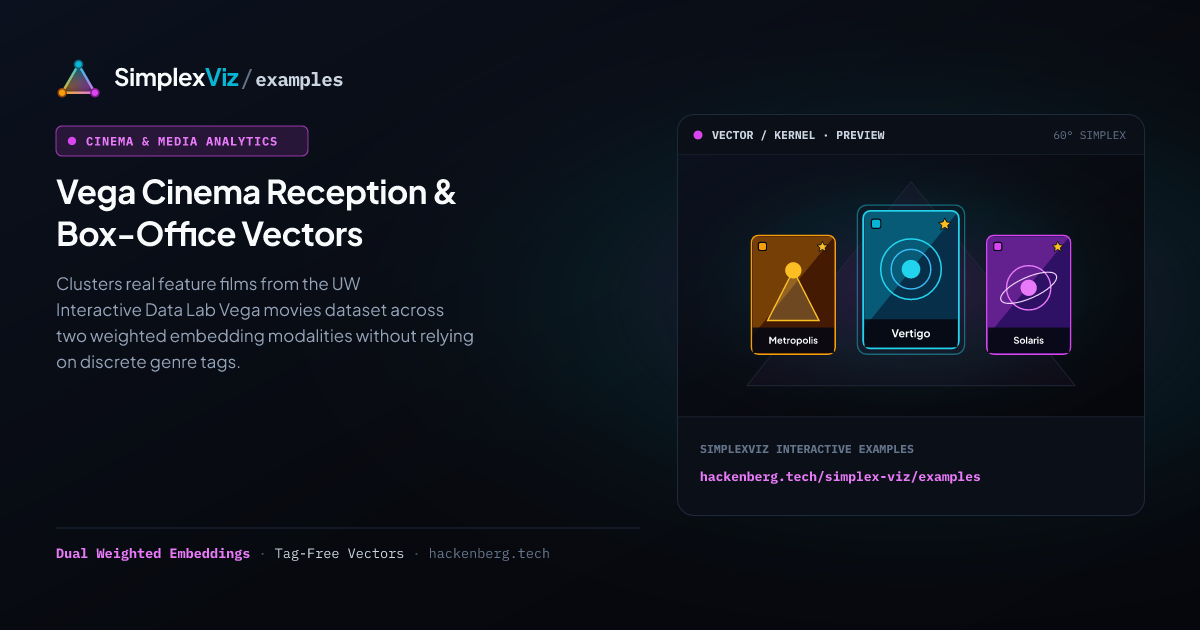 SimplexViz/examples
CINEMA & MEDIA ANALYTICS
Vega Cinema Reception &
Box-Office Vectors
Clusters real feature films from the UW
Interactive Data Lab Vega movies dataset across
two weighted embedding modalities without relying
on discrete genre tags.
Dual Weighted Embeddings · Tag-Free Vectors · hackenberg.tech
VECTOR / KERNEL · PREVIEW
60° SIMPLEX
Metropolis
Vertigo
Solaris
SIMPLEXVIZ INTERACTIVE EXAMPLES
hackenberg.tech/simplex-viz/examples